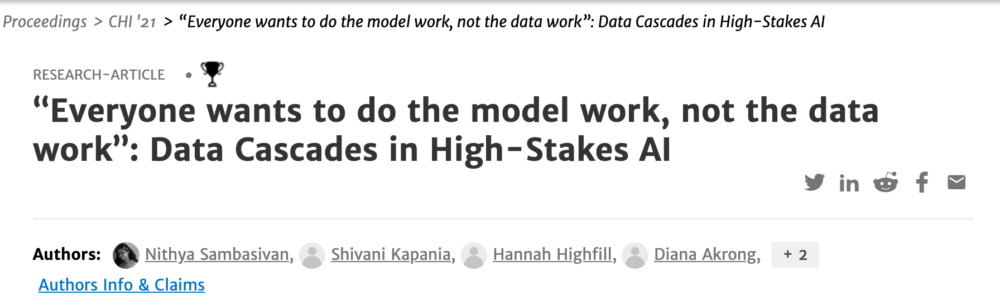 Proceedings > CHI '21 > “Everyone wants to do the model work, not the data work”: Data Cascades in High-Stakes AI
RESEARCH-ARTICLE •
“Everyone wants to do the model work, not the data
work”: Data Cascades in High-Stakes AI
Authors: Nithya Sambasivan, Shivani Kapania, Hannah Highfill, Diana Akrong, + 2
Authors Info & Claims